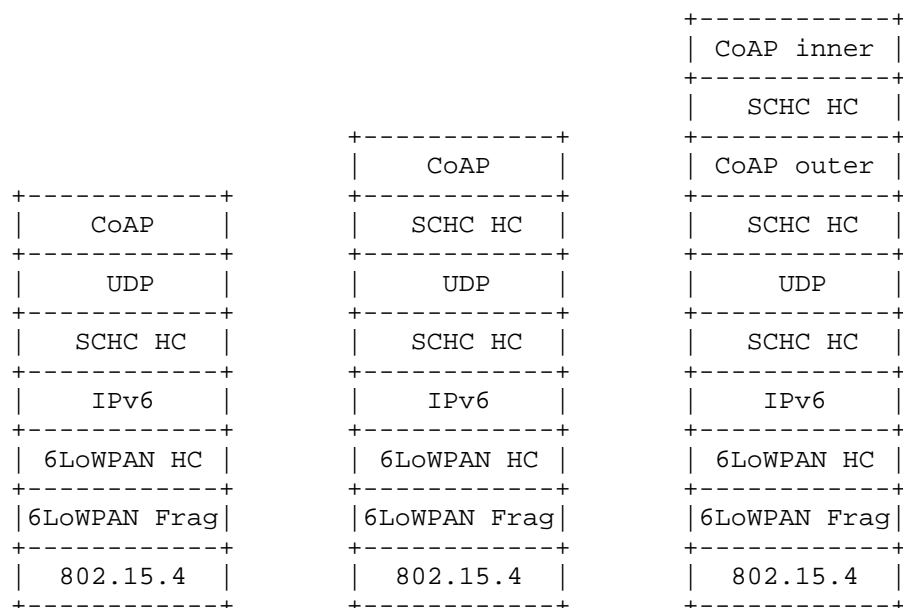 +------------+
                                                 | CoAP inner |
                                                 +------------+
                                                 |   SCHC HC  |
                         +------------+          +------------+
                         |    CoAP    |          | CoAP outer |
+------------+           +------------+          +------------+
|    CoAP    |           |   SCHC HC  |          |   SCHC HC  |
+------------+           +------------+          +------------+
|     UDP    |           |     UDP    |          |     UDP    |
+------------+           +------------+          +------------+
|   SCHC HC  |           |   SCHC HC  |          |   SCHC HC  |
+------------+           +------------+          +------------+
|    IPv6    |           |    IPv6    |          |    IPv6    |
+------------+           +------------+          +------------+
| 6LoWPAN HC |           | 6LoWPAN HC |          | 6LoWPAN HC |
+------------+           +------------+          +------------+
|6LoWPAN Frag|           |6LoWPAN Frag|          |6LoWPAN Frag|
+------------+           +------------+          +------------+
|  802.15.4  |           |  802.15.4  |          |  802.15.4  |
+------------+           +------------+          +------------+